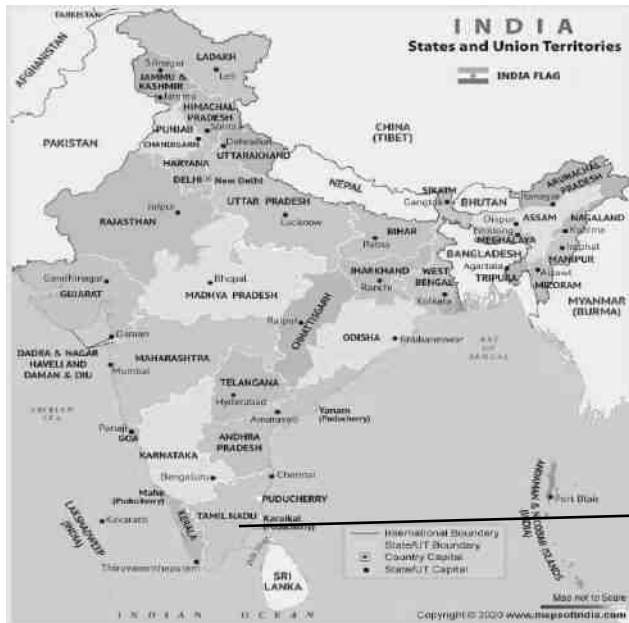 TAJIKISTAN
INDIA
States and Union Territories
INDIA FLAG
AFGHANISTAN
LADAKH
Srinagar
Leh
JAMMU &
KASHMIR
Jammu
HIMACHAL
PRADESH
Shimla
PUNJAB
CHANDIGARH
Dehradun
UTTARAKHAND
PAKISTAN
HARYANA
DELHI
New Delhi
CHINA
(TIBET)
NEPAL
SIKKIM
Gangtok
BHUTAN
ARUNACHAL
PRADESH
Itanagar
RAJASTHAN
Jaipur
UTTAR PRADESH
Lucknow
BIHAR
Patna
Dispur
ASSAM
NAGALAND
Kohima
Shillong
MEGHALAYA
Imphal
MANIPUR
BANGLADESH
Agartala
TRIPURA
Aizawl
MIZORAM
Gandhinagar
GUJARAT
Bhopal
MADHYA PRADESH
JHARKHAND
Ranchi
WEST
BENGAL
Kolkata
MYANMAR
(BURMA)
Raipur
CHHATTISGARH
ODISHA
Bhubaneswar
BAY
OF
BENGAL
Daman
DADRA & NAGAR
HAVELI AND
DAMAN & DIU
Mumbai
MAHARASHTRA
TELANGANA
Hyderabad
Amaravati
Yanam
(Puducherry)
ARABIAN
SEA
Panaji
GOA
KARNATAKA
ANDHRA
PRADESH
Bengaluru
Chennai
Mahe
(Puducherry)
PUDUCHERRY
LAKSHADWEEP
(INDIA)
Kavaratti
KERALA
TAMIL NADU
Karaikal
(Puducherry)
Thiruvananthapuram
SRI
LANKA
ANDAMAN & NICOBAR ISLANDS
(INDIA)
Port Blair
International Boundary
State/UT Boundary
Country Capital
State/UT Capital
Map not to Scale
INDIAN OCEAN
Copyright © 2020 www.mapsofindia.com